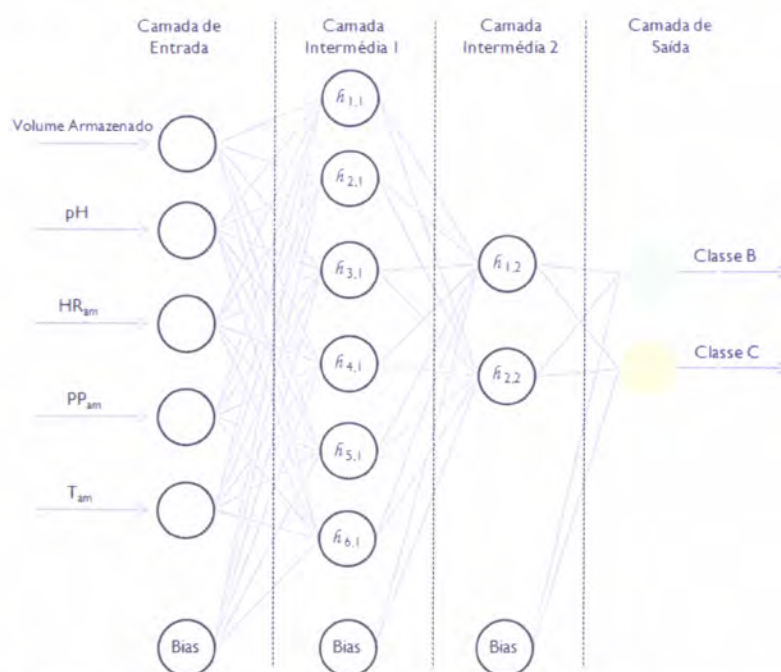 Camada de
Entrada
Camada
Intermédia 1
Camada
Intermédia 2
Camada de
Saída
Volume Armazenado
pH
HRam
PPam
Tam
h1,1
h2,1
h3,1
h4,1
h5,1
h6,1
h1,2
h2,2
Classe B
Classe C
Bias
Bias
Bias